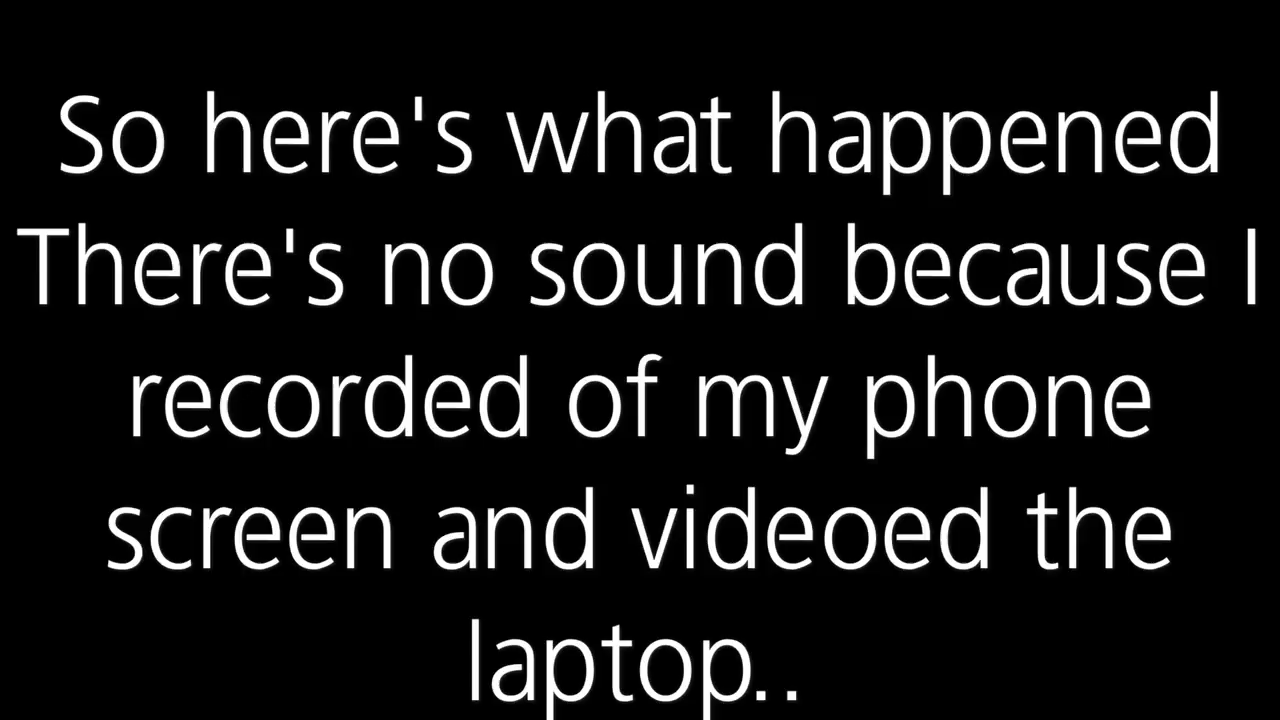 So here's what happened
There's no sound because I
recorded of my phone
screen and videoed the
laptop..